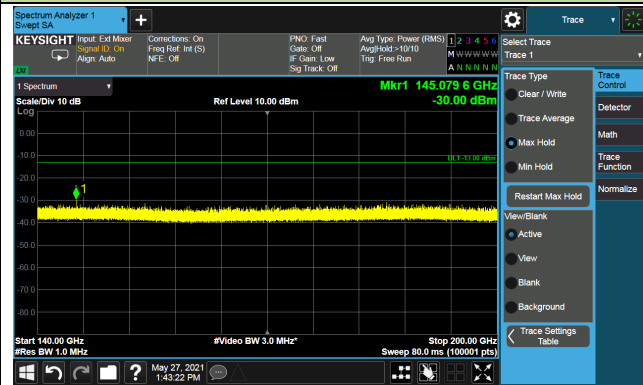 Spectrum Analyzer 1
Swept SA
Trace
KEYSIGHT
Input: Ext Mixer
Signal ID: On
Align: Auto
Corrections: On
Freq Ref: Int (S)
NFE: Off
PNO: Fast
Gate: Off
IF Gain: Low
Sig Track: Off
Avg Type: Power (RMS)
Avg|Hold:>10/10
Trig: Free Run
1 2 3 4 5 6
M W W W W W
A N N N N N
LXI
Select Trace
Trace 1
1 Spectrum
Scale/Div 10 dB
Ref Level 10.00 dBm
Mkr1 145.079 6 GHz
-30.00 dBm
Log
0.00
-10.0
-20.0
-30.0
-40.0
-50.0
-60.0
-70.0
-80.0
DL1 -13.00 dBm
1
Start 140.00 GHz
#Video BW 3.0 MHz*
Stop 200.00 GHz
#Res BW 1.0 MHz
Sweep 80.0 ms (100001 pts)
Trace Type
Clear / Write
Trace Average
Max Hold
Min Hold
Restart Max Hold
View/Blank
Active
View
Blank
Background
Trace Settings
Table
Trace
Control
Detector
Math
Trace
Function
Normalize
?
May 27, 2021
1:43:22 PM